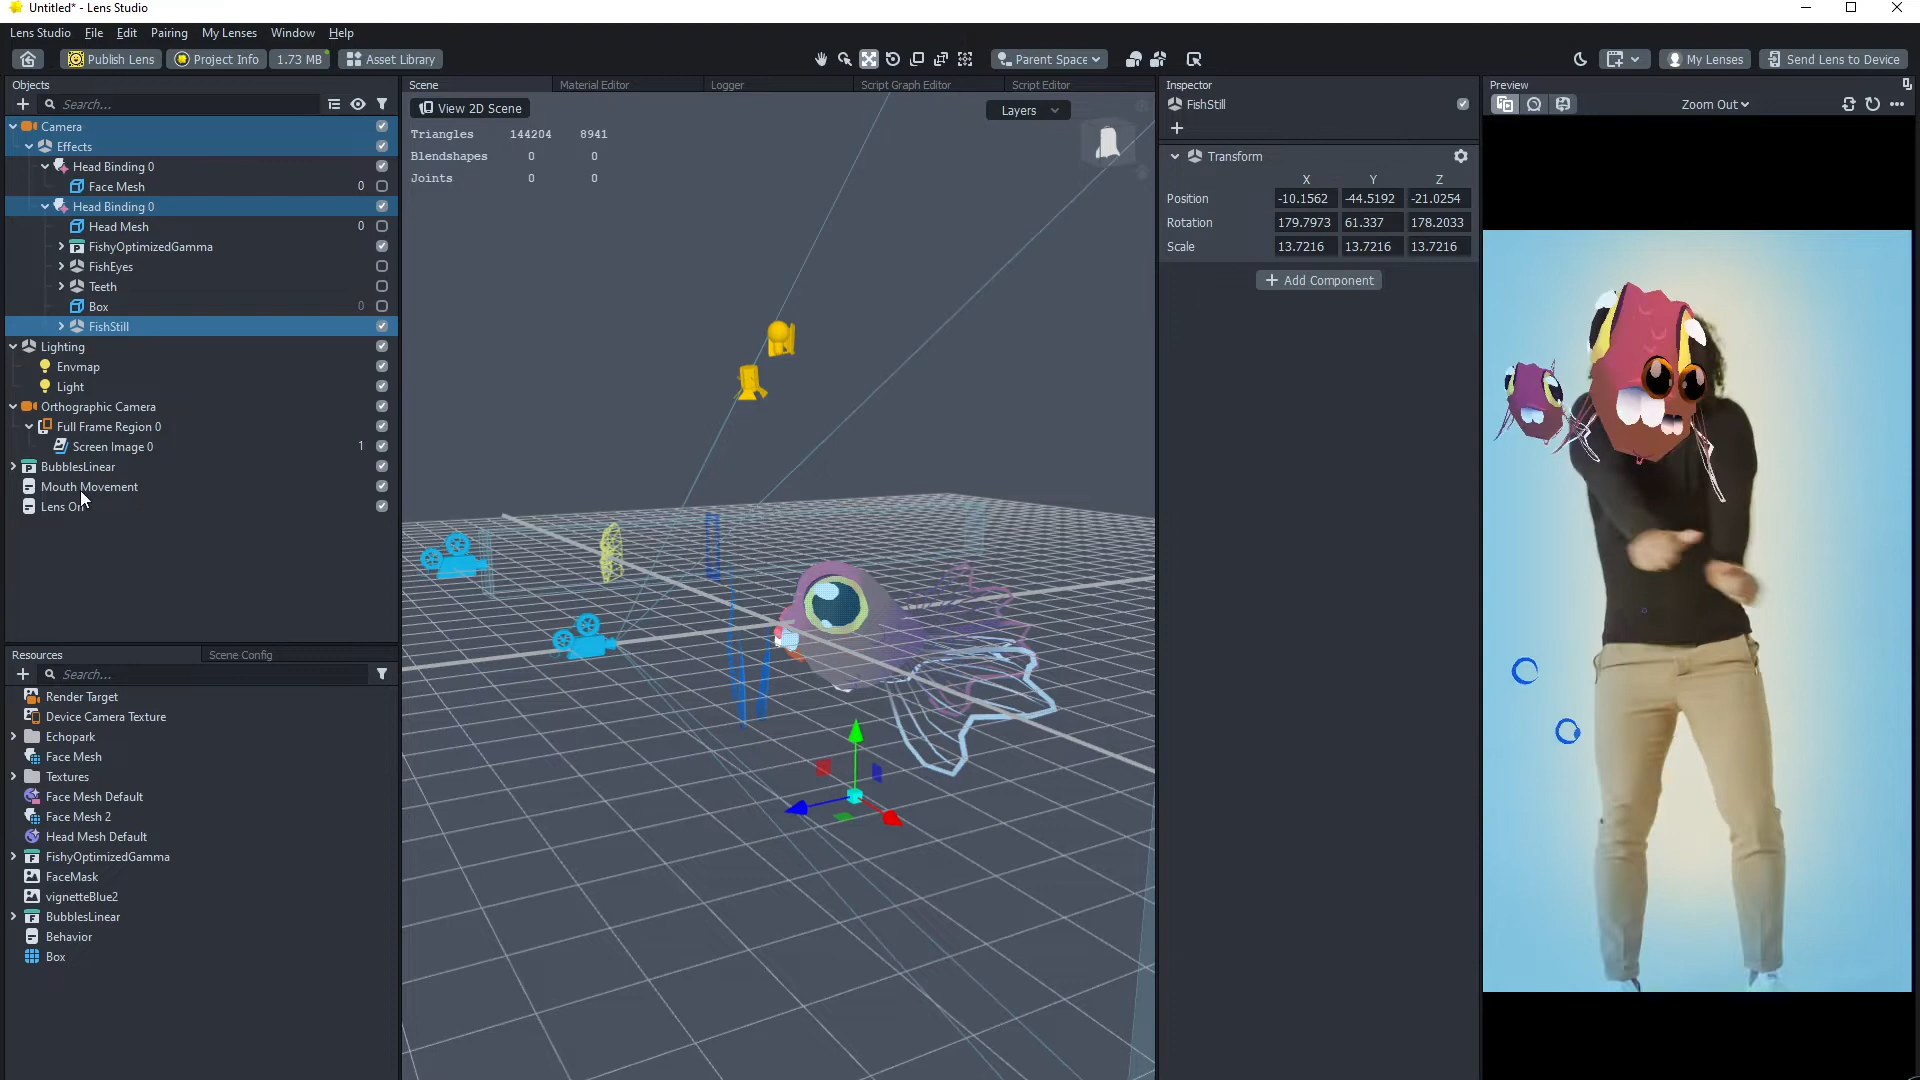 Untitled* - Lens Studio
Lens Studio File Edit Pairing My Lenses Window Help
Publish Lens Project Info 1.73 MB Asset Library Parent Space My Lenses Send Lens to Device
Objects
Search...
Camera
Effects
Head Binding 0
Face Mesh 0
Head Binding 0
Head Mesh 0
FishyOptimizedGamma
FishEyes
Teeth
Box 0
FishStill
Lighting
Envmap
Light
Orthographic Camera
Full Frame Region 0
Screen Image 0 1
BubblesLinear
Mouth Movement
Lens On
Resources Scene Config
Search...
Render Target
Device Camera Texture
Echopark
Face Mesh
Textures
Face Mesh Default
Face Mesh 2
Head Mesh Default
FishyOptimizedGamma
FaceMask
vignetteBlue2
BubblesLinear
Behavior
Box
Scene Material Editor Logger Script Graph Editor Script Editor
View 2D Scene Layers
Triangles 144204 8941
Blendshapes 0 0
Joints 0 0
Inspector
FishStill
Transform
X Y Z
Position -10.1562 -44.5192 -21.0254
Rotation 179.7973 61.337 178.2033
Scale 13.7216 13.7216 13.7216
Add Component
Preview
Zoom Out